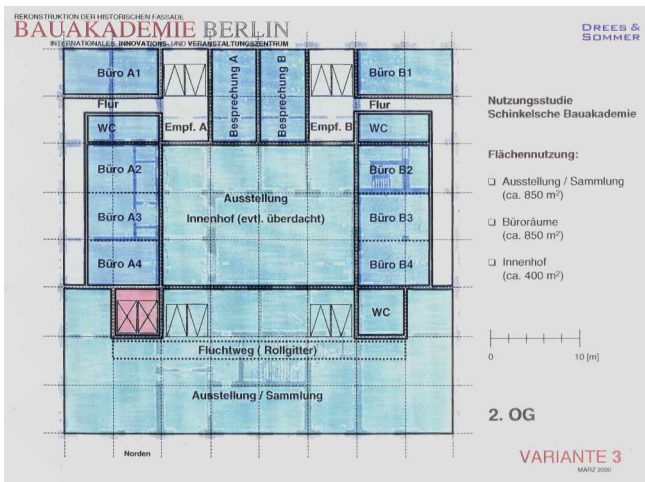 REKONSTRUKTION DER HISTORISCHEN FASSADE
BAUAKADEMIE BERLIN
INTERNATIONALES INNOVATIONS- UND VERANSTALTUNGSZENTRUM
DREES &
SOMMER
Büro A1
Besprechung A
Besprechung B
Büro B1
Flur
Flur
WC
Empf. A
Empf. B
WC
Büro A2
Büro B2
Ausstellung
Innenhof (evtl. überdacht)
Büro A3
Büro B3
Büro A4
Büro B4
WC
Fluchtweg ( Rollgitter)
Ausstellung / Sammlung
Norden
Nutzungsstudie
Schinkelsche Bauakademie
Flächennutzung:
Ausstellung / Sammlung
(ca. 850 m²)
Büroräume
(ca. 850 m²)
Innenhof
(ca. 400 m²)
0 10 [m]
2. OG
VARIANTE 3
MÄRZ 2000